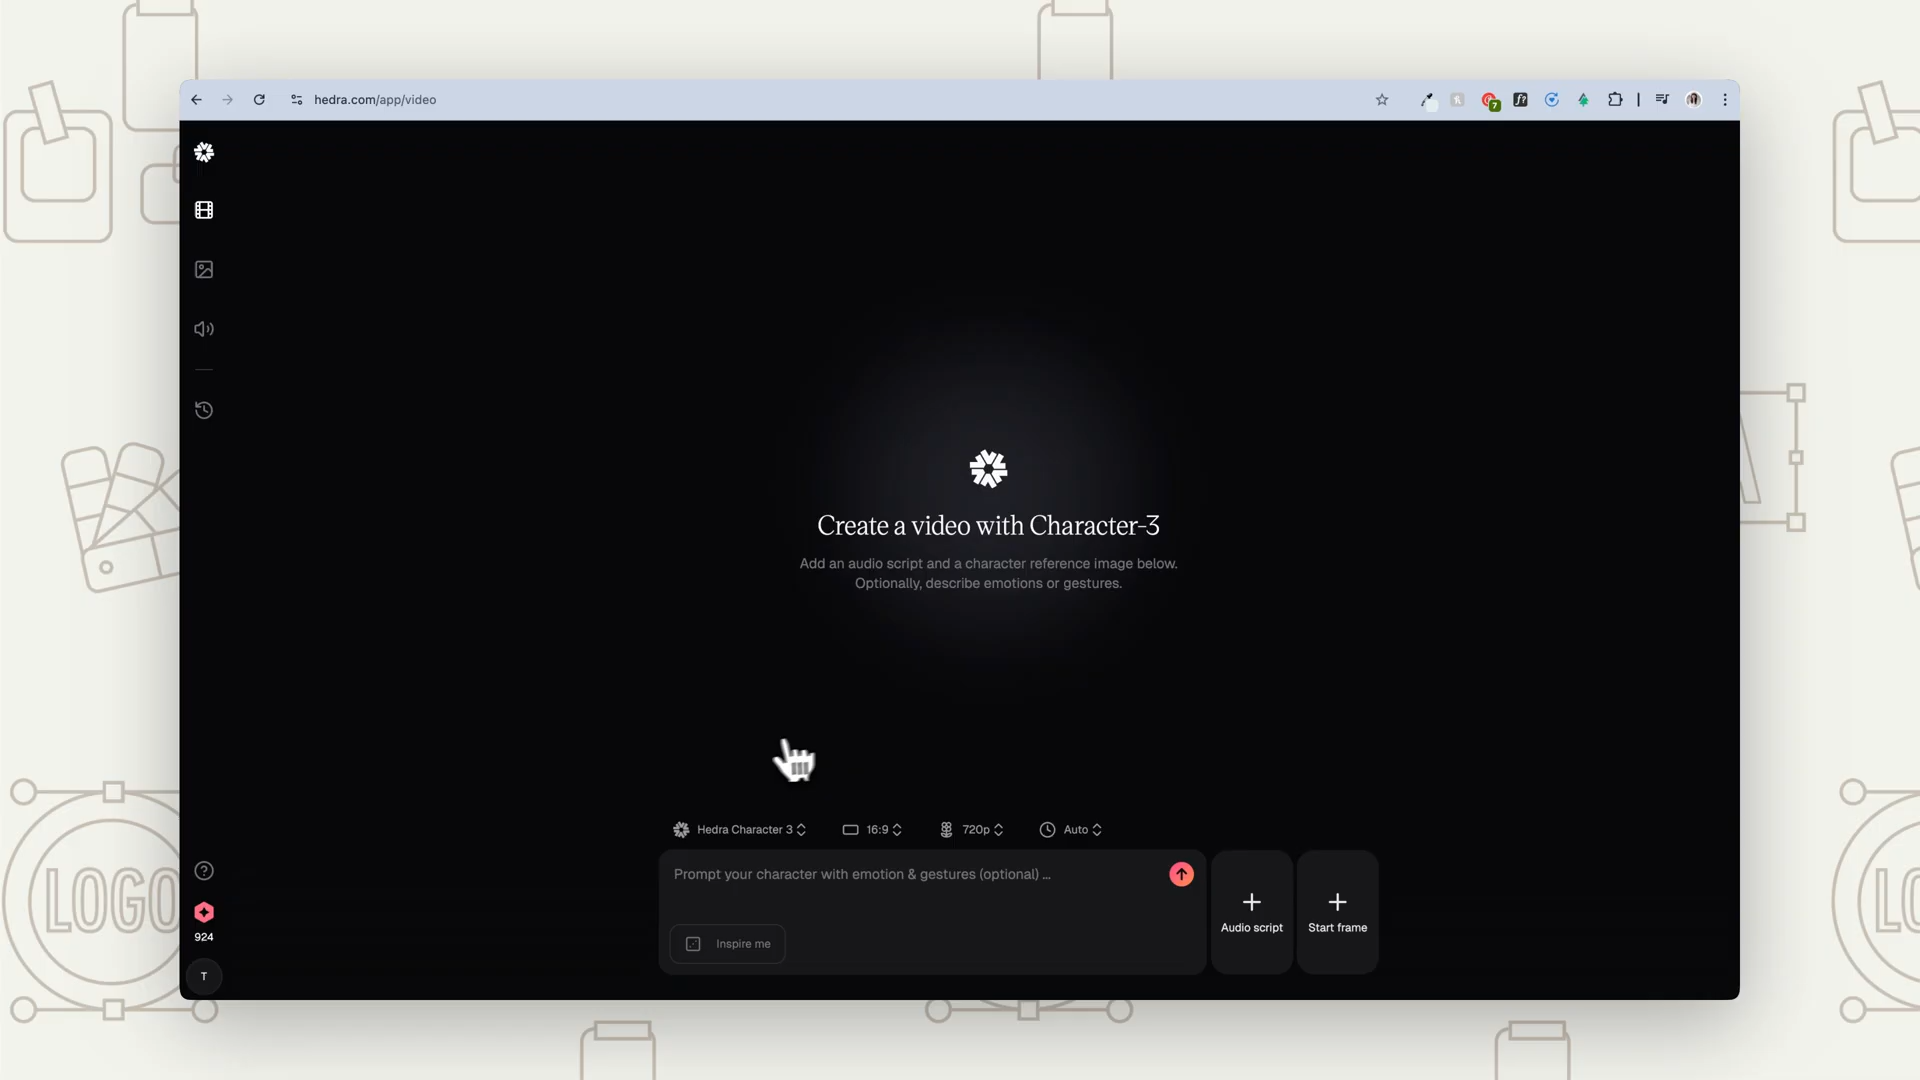 hedra.com/app/video
7
Create a video with Character-3
Add an audio script and a character reference image below.
Optionally, describe emotions or gestures.
Hedra Character 3
16:9
720p
Auto
Prompt your character with emotion & gestures (optional) ...
Inspire me
Audio script
Start frame
924
T
LOGO